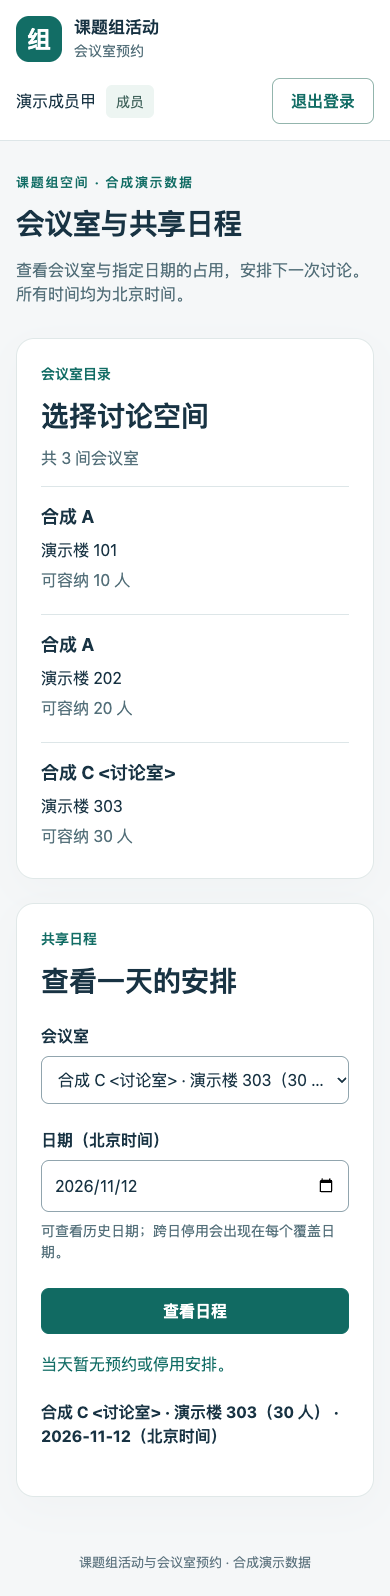 组
课题组活动
会议室预约
演示成员甲
成员
退出登录
课题组空间 · 合成演示数据
会议室与共享日程
查看会议室与指定日期的占用，安排下一次讨论。
所有时间均为北京时间。
会议室目录
选择讨论空间
共 3 间会议室
合成 A
演示楼 101
可容纳 10 人
合成 A
演示楼 202
可容纳 20 人
合成 C <讨论室>
演示楼 303
可容纳 30 人
共享日程
查看一天的安排
会议室
合成 C <讨论室> · 演示楼 303（30 ...
日期（北京时间）
2026/11/12
可查看历史日期；跨日停用会出现在每个覆盖日
期。
查看日程
当天暂无预约或停用安排。
合成 C <讨论室> · 演示楼 303（30 人） ·
2026-11-12（北京时间）
课题组活动与会议室预约 · 合成演示数据